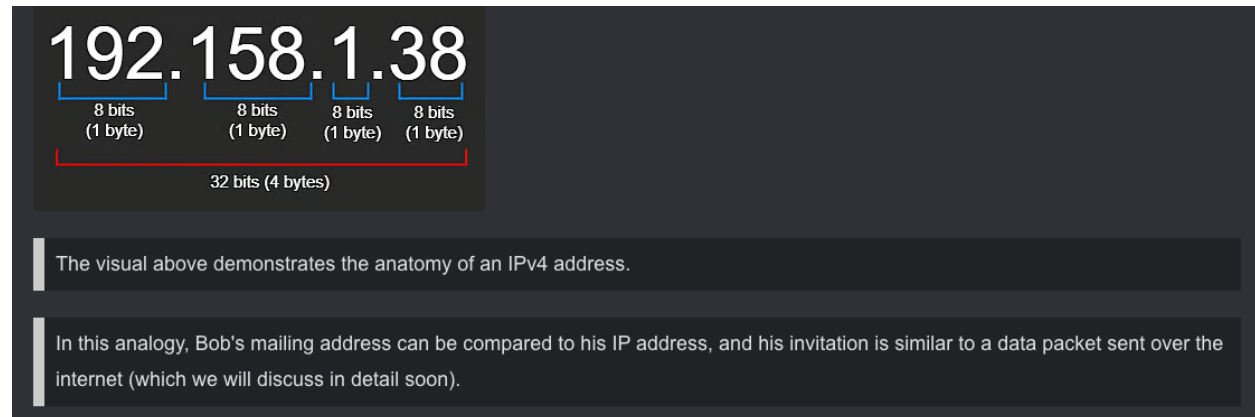 192.158.1.38
8 bits 8 bits 8 bits 8 bits
(1 byte) (1 byte) (1 byte) (1 byte)
32 bits (4 bytes)
The visual above demonstrates the anatomy of an IPv4 address.
In this analogy, Bob's mailing address can be compared to his IP address, and his invitation is similar to a data packet sent over the
internet (which we will discuss in detail soon).